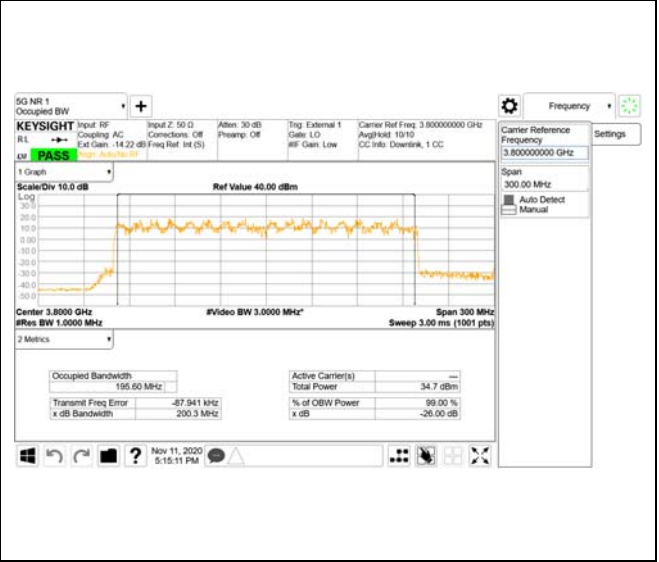 5G NR 1
Occupied BW
Frequency
KEYSIGHT
R L
PASS
Input: RF
Coupling: AC
Ext Gain: -14.22 dB
Align: Auto/No RF
Input Z: 50 Ω
Corrections: Off
Freq Ref: Int (S)
Atten: 30 dB
Preamp: Off
Trig: External 1
Gate: LO
#IF Gain: Low
Carrier Ref Freq: 3.800000000 GHz
Avg|Hold: 10/10
CC Info: Downlink, 1 CC
Carrier Reference
Frequency
3.800000000 GHz
Settings
Span
300.00 MHz
Auto Detect
Manual
1 Graph
Scale/Div 10.0 dB
Ref Value 40.00 dBm
Log
30.0
20.0
10.0
0.00
-10.0
-20.0
-30.0
-40.0
-50.0
Center 3.8000 GHz
#Video BW 3.0000 MHz*
Span 300 MHz
#Res BW 1.0000 MHz
Sweep 3.00 ms (1001 pts)
2 Metrics
Occupied Bandwidth
195.60 MHz
Transmit Freq Error -87.941 kHz
x dB Bandwidth 200.3 MHz
Active Carrier(s) ---
Total Power 34.7 dBm
% of OBW Power 99.00 %
x dB -26.00 dB
?
Nov 11, 2020
5:15:11 PM